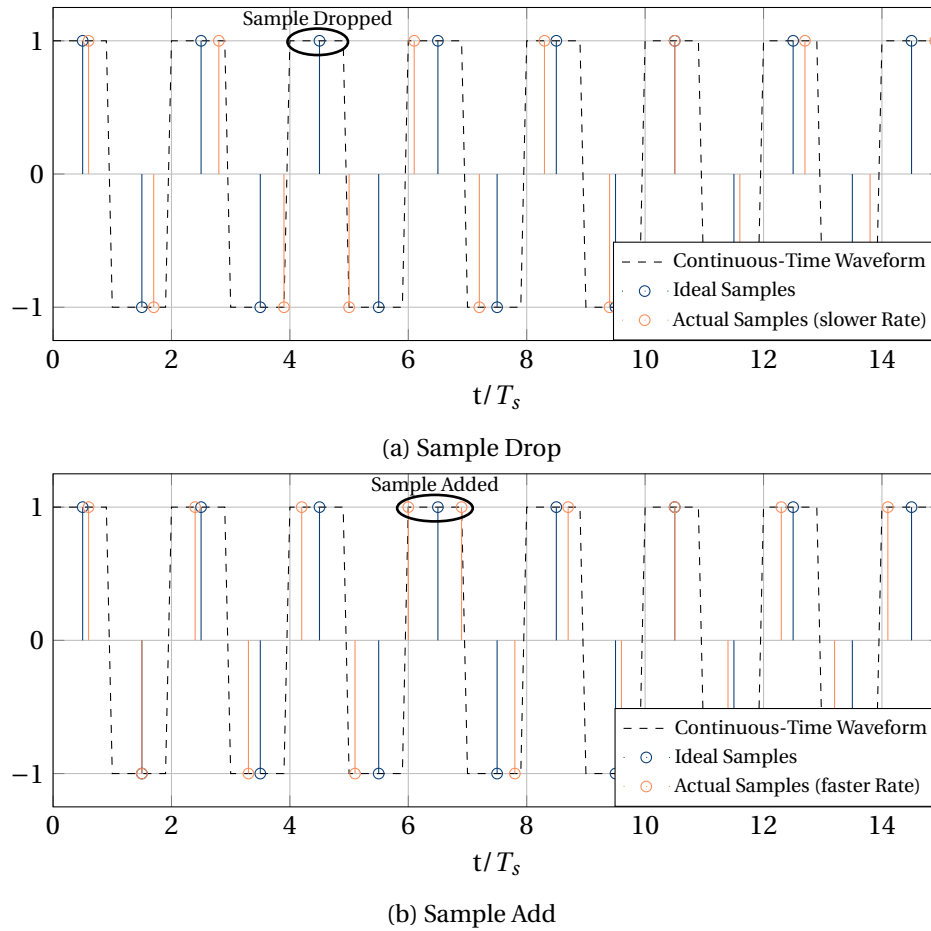 Sample Dropped
1
0
−1
Continuous-Time Waveform
Ideal Samples
Actual Samples (slower Rate)
0 2 4 6 8 10 12 14
t/Ts
(a) Sample Drop
Sample Added
1
0
−1
Continuous-Time Waveform
Ideal Samples
Actual Samples (faster Rate)
0 2 4 6 8 10 12 14
t/Ts
(b) Sample Add